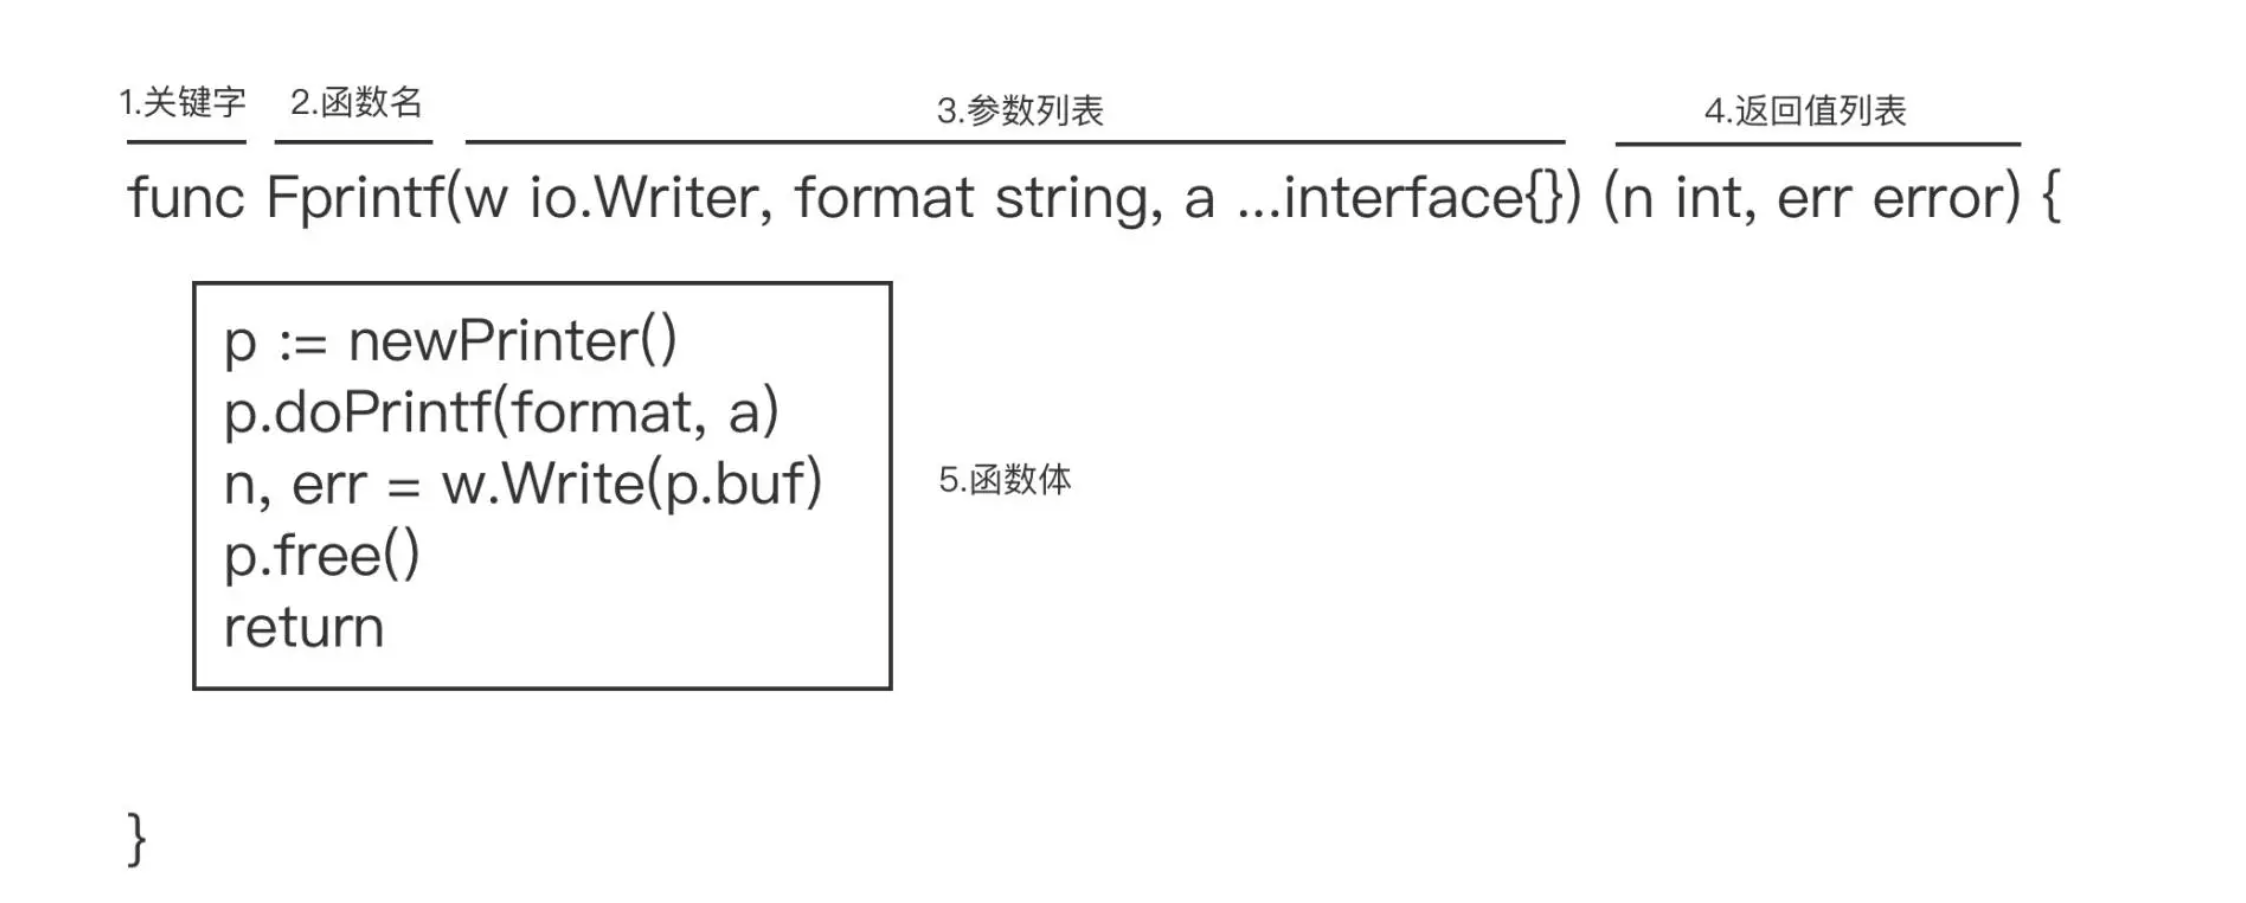 1.关键字 2.函数名 3.参数列表 4.返回值列表
func Fprintf(w io.Writer, format string, a ...interface{}) (n int, err error) {
p := newPrinter()
p.doPrintf(format, a)
n, err = w.Write(p.buf)
5.函数体
p.free()
return
}